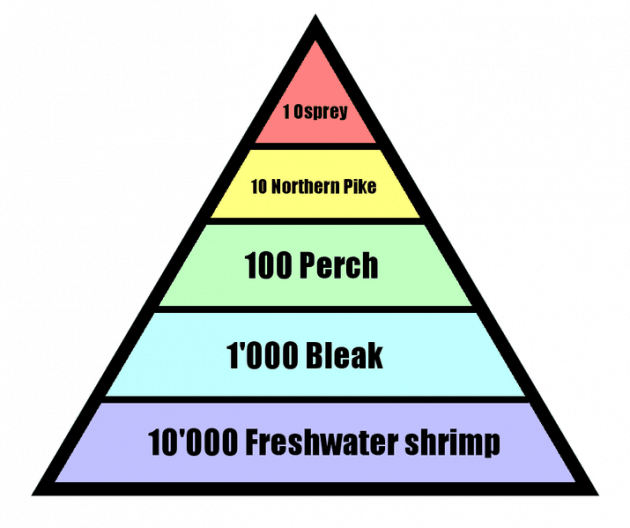 1 Osprey
10 Northern Pike
100 Perch
1'000 Bleak
10'000 Freshwater shrimp